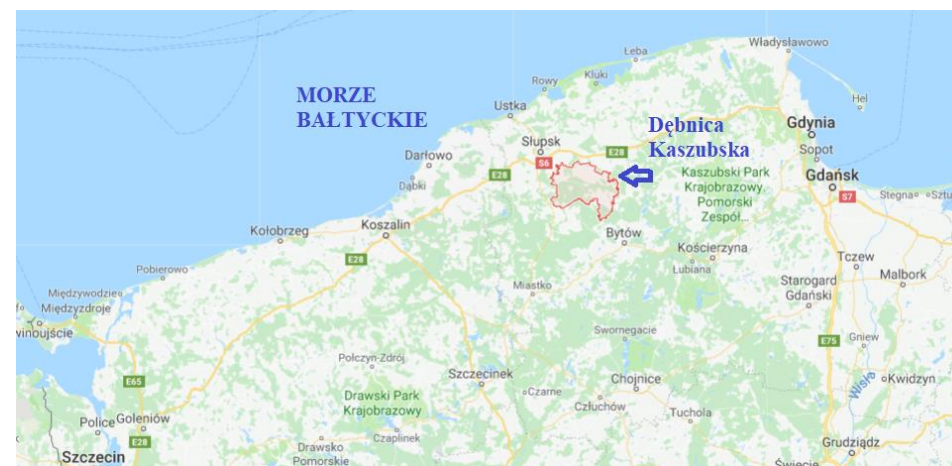 Władysławowo
Łeba
Kluki
Rowy
Hel
MORZE
BAŁTYCKIE
Ustka
Gdynia
Dębnica
Kaszubska
Słupsk
Sopot
Darłowo
E28
S6
Kaszubski Park
Krajobrazowy.
Pomorski
Zespół...
Gdańsk
E28
Dąbki
S7
Stegna
Sztu
Koszalin
Kołobrzeg
Bytów
Kościerzyna
E28
Tczew
Pobierowo
Łubiana
Malbork
Miastko
Starogard
Gdański
Międzywodzie
Międzyzdroje
winoujście
Swornegacie
E75
Gniew
Połczyn-Zdrój
Szczecinek
Chojnice
Wisła
Kwidzyn
E65
Drawski Park
Krajobrazowy
Czarne
Człuchów
Tuchola
Police
Goleniów
E28
Czaplinek
Drawsko
Pomorskie
Grudziądz
Szczecin
Świecie